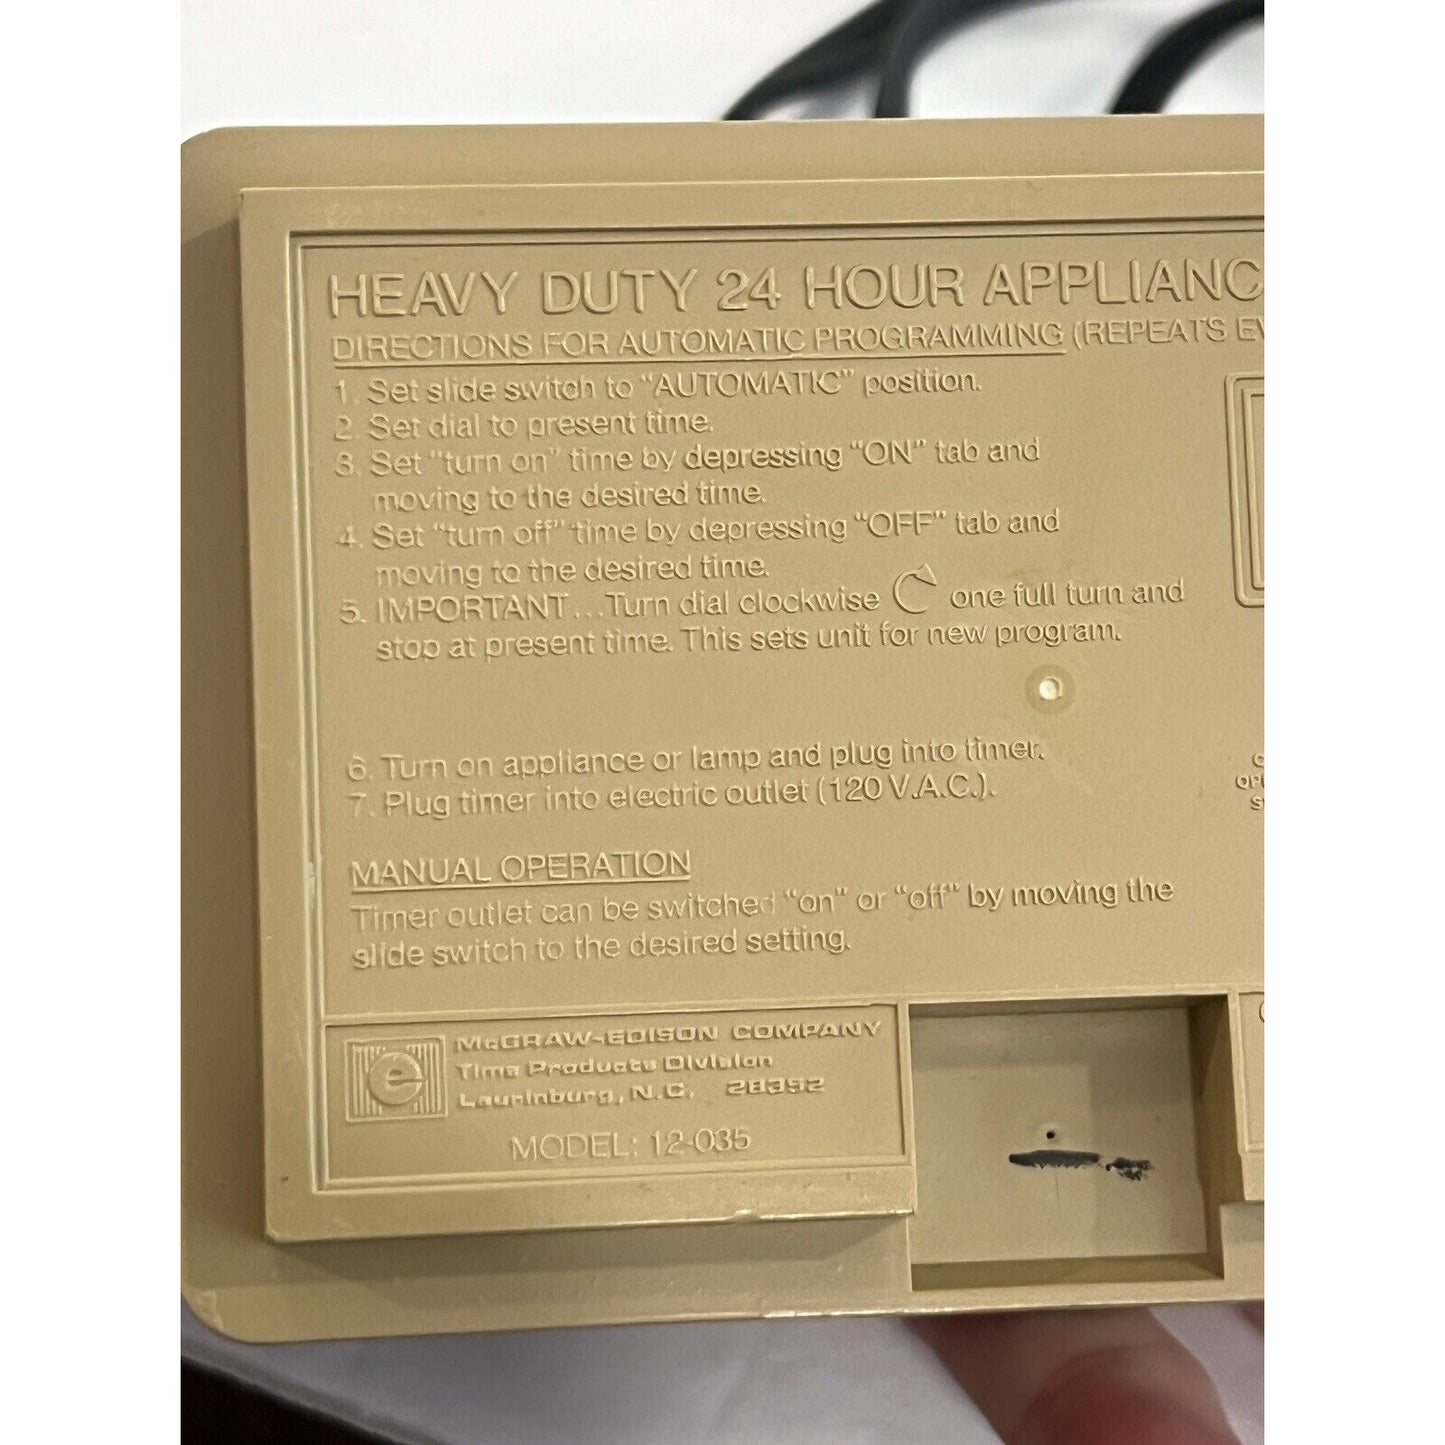 HEAVY DUTY 24 HOUR APPLIANC
DIRECTIONS FOR AUTOMATIC PROGRAMMING (REPEATS EV
1. Set slide switch to "AUTOMATIC" position.
2. Set dial to present time.
3. Set "turn on" time by depressing "ON" tab and
moving to the desired time.
4. Set "turn off" time by depressing "OFF" tab and
moving to the desired time.
5. IMPORTANT...Turn dial clockwise one full turn and
stop at present time. This sets unit for new program.
6. Turn on appliance or lamp and plug into timer.
7. Plug timer into electric outlet (120 V.A.C.).
MANUAL OPERATION
Timer outlet can be switched "on" or "off" by moving the
slide switch to the desired setting.
e
McGRAW-EDISON COMPANY
Time Products Division
Laurinburg, N.C. 28352
MODEL: 12-035